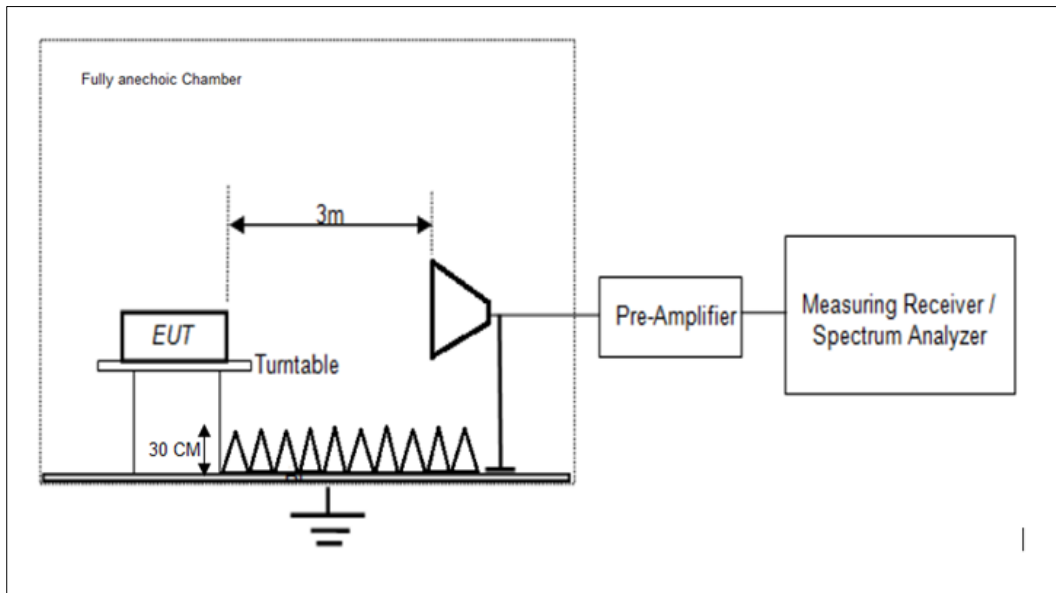 Fully anechoic Chamber
3m
EUT
Turntable
30 CM
Pre-Amplifier
Measuring Receiver /
Spectrum Analyzer